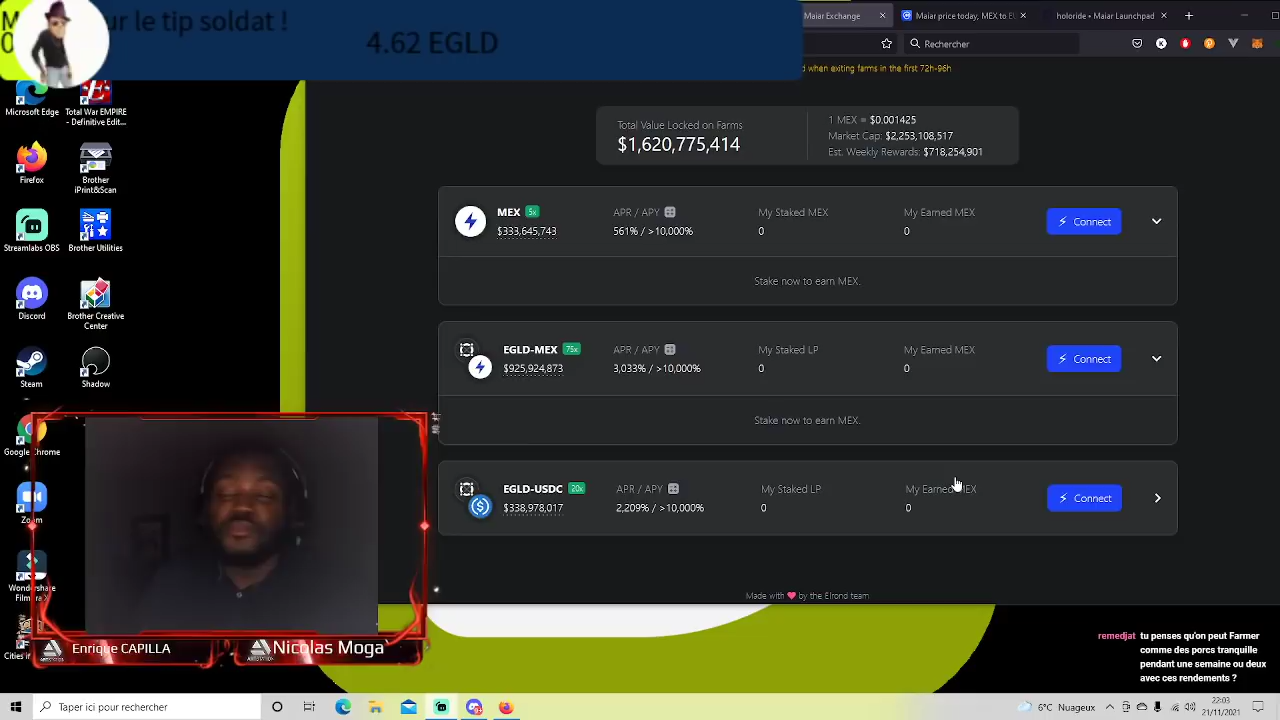 ur le tip soldat !
4.62 EGLD
Maiar Exchange
Maiar price today, MEX to E
holoride • Maiar Launchpad
Rechercher
d when exiting farms in the first 72h-96h
Total Value Locked on Farms
$1,620,775,414
1 MEX = $0.001425
Market Cap: $2,253,108,517
Est. Weekly Rewards: $718,254,901
MEX 5x
$333,645,743
APR / APY
561% / >10,000%
My Staked MEX
0
My Earned MEX
0
Connect
Stake now to earn MEX.
EGLD-MEX 75x
$925,924,873
APR / APY
3,033% / >10,000%
My Staked LP
0
My Earned MEX
0
Connect
Stake now to earn MEX.
EGLD-USDC 20x
$338,978,017
APR / APY
2,209% / >10,000%
My Staked LP
0
My Earned MEX
0
Connect
Made with ❤ by the Elrond team
Microsoft Edge
Total War EMPIRE
- Definitive Edit...
Firefox
Brother
iPrint&Scan
Streamlabs OBS
Brother Utilities
Discord
Brother Creative
Center
Steam
Shadow
Google Chrome
Zoom
Wondershare
Filmora X
Cities
Enrique CAPILLA
Nicolas Moga
tu penses qu'on peut Farmer
comme des porcs tranquille
pendant une semaine ou deux
avec ces rendements ?
Taper ici pour rechercher
6°C Nuageux
22:03
21/11/2021